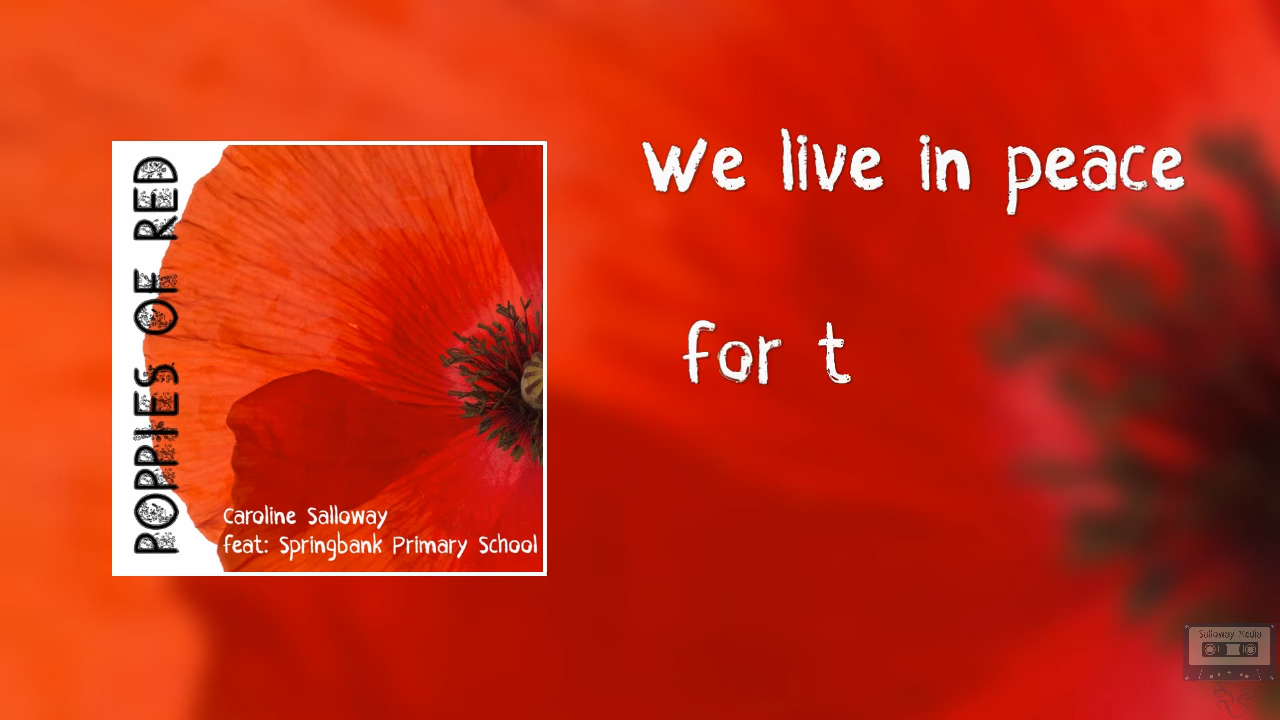 POPPIES OF RED
Caroline Salloway
feat: Springbank Primary School
We live in peace
for t
Salloway Media